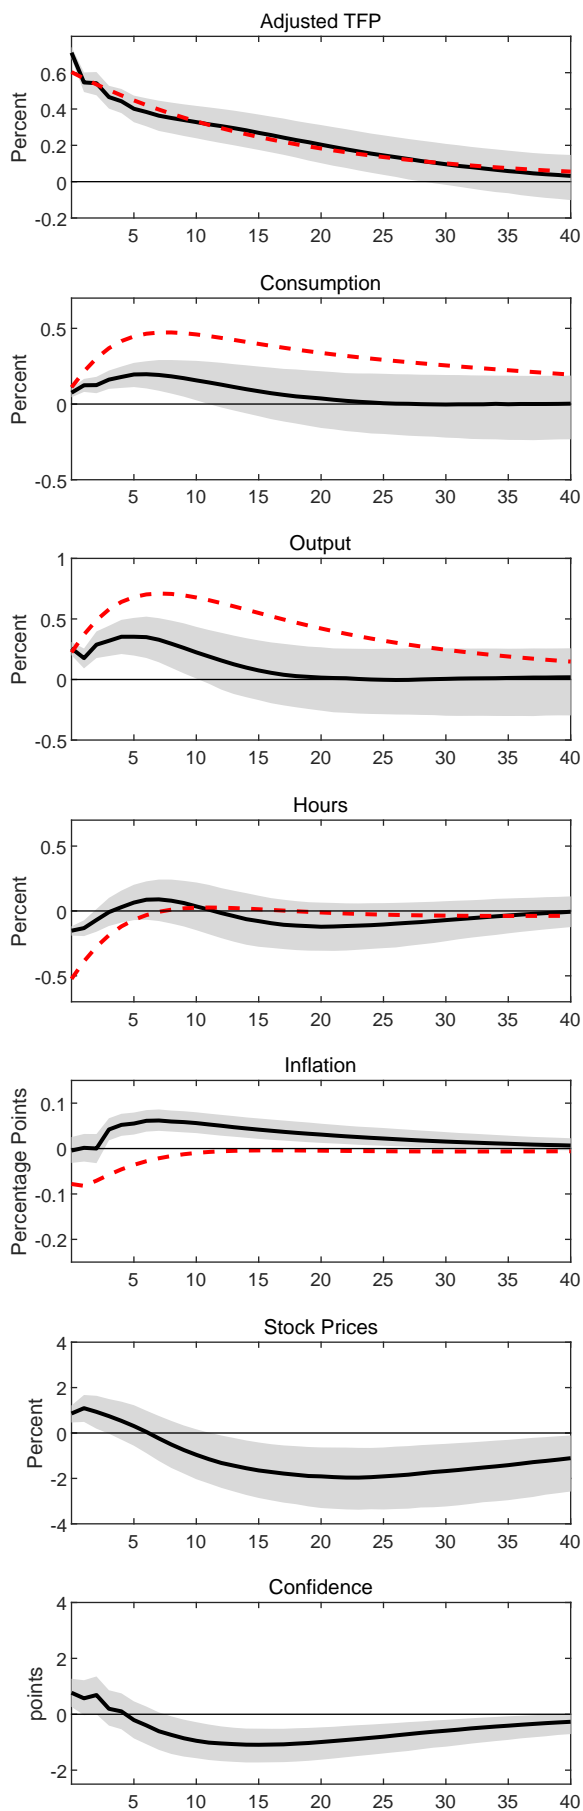 Adjusted TFP
Percent
0.6
0.4
0.2
0
-0.2
5 10 15 20 25 30 35 40
Consumption
Percent
0.5
0
-0.5
5 10 15 20 25 30 35 40
Output
Percent
1
0.5
0
-0.5
5 10 15 20 25 30 35 40
Hours
Percent
0.5
0
-0.5
5 10 15 20 25 30 35 40
Inflation
Percentage Points
0.1
0
-0.1
-0.2
5 10 15 20 25 30 35 40
Stock Prices
Percent
4
2
0
-2
-4
5 10 15 20 25 30 35 40
Confidence
points
4
2
0
-2
5 10 15 20 25 30 35 40